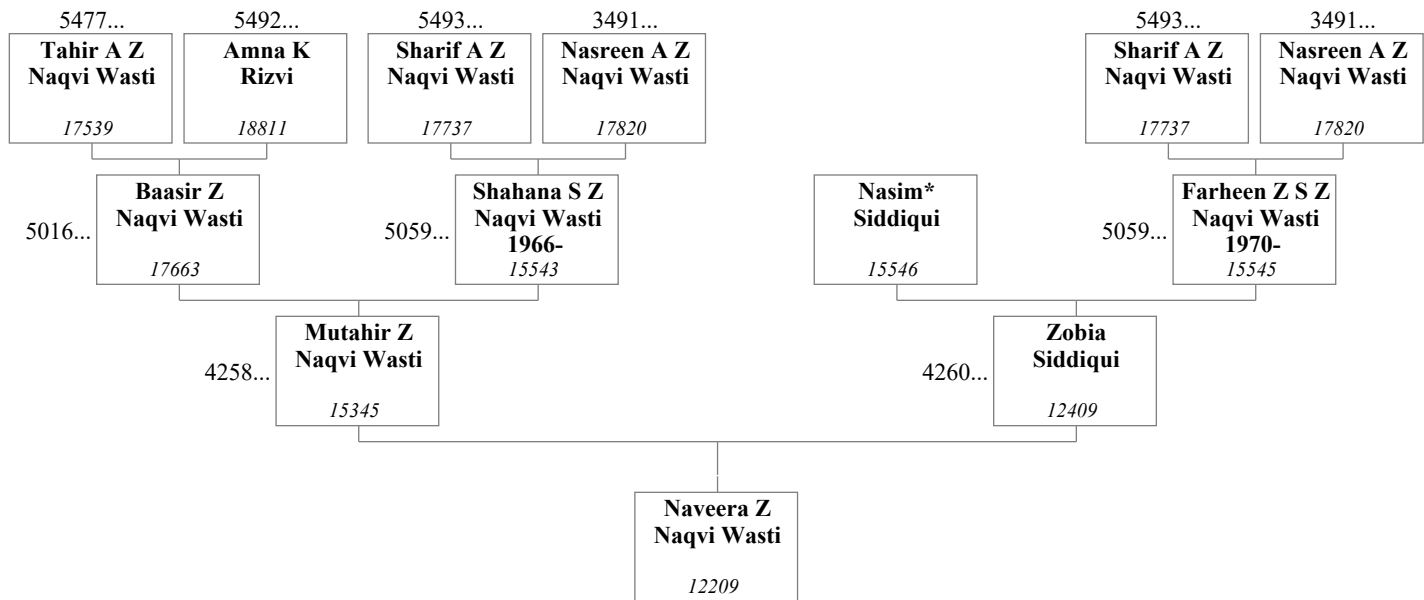 5477... 5492... 5493... 3491... 5493... 3491...
Tahir A Z
Naqvi Wasti
17539
Amna K
Rizvi
18811
Sharif A Z
Naqvi Wasti
17737
Nasreen A Z
Naqvi Wasti
17820
Sharif A Z
Naqvi Wasti
17737
Nasreen A Z
Naqvi Wasti
17820
5016...
Baasir Z
Naqvi Wasti
17663
5059...
Shahana S Z
Naqvi Wasti
1966-
15543
Nasim*
Siddiqui
15546
5059...
Farheen Z S Z
Naqvi Wasti
1970-
15545
4258...
Mutahir Z
Naqvi Wasti
15345
4260...
Zobia
Siddiqui
12409
Naveera Z
Naqvi Wasti
12209